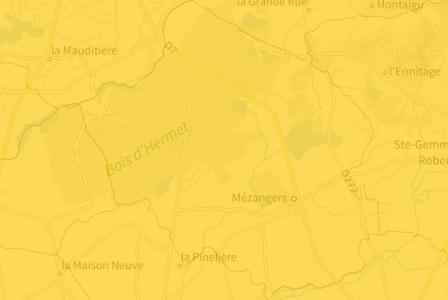 la Grande Rue
Montaigu
D7
la Mauditière
l'Ermitage
Bois d'Hermet
Ste-Gemm
Rober
D273
Mézangers
la Pinelière
la Maison Neuve